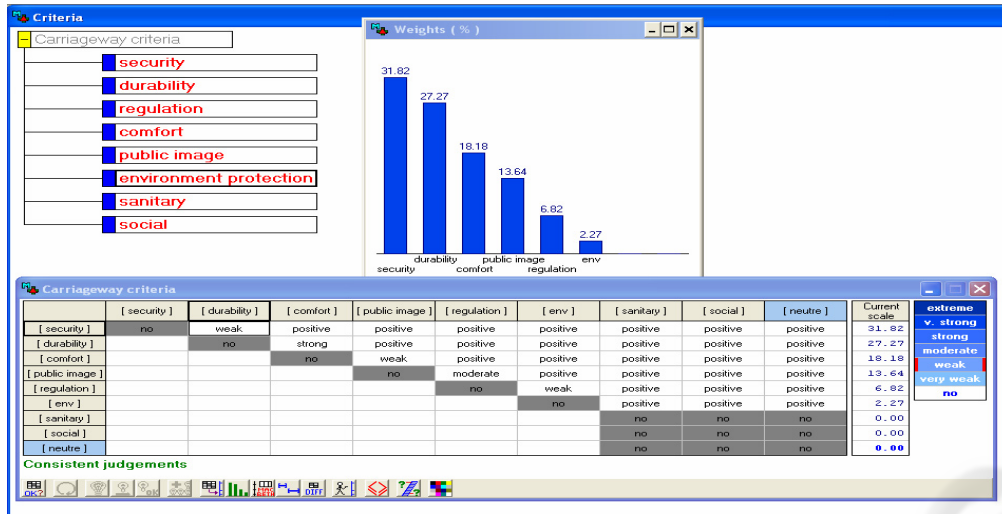 Criteria
Carriageway criteria
security
durability
regulation
comfort
public image
environment protection
sanitary
social
Weights ( % )
31.82
27.27
18.18
13.64
6.82
2.27
durability public image env
security comfort regulation
Carriageway criteria
[ security ] [ durability ] [ comfort ] [ public image ] [ regulation ] [ env ] [ sanitary ] [ social ] [ neutre ] Current scale
[ security ] no weak positive positive positive positive positive positive positive 31.82
[ durability ] no strong positive positive positive positive positive positive 27.27
[ comfort ] no weak positive positive positive positive positive 18.18
[ public image ] no moderate positive positive positive positive 13.64
[ regulation ] no weak positive positive positive 6.82
[ env ] no positive positive positive 2.27
[ sanitary ] no no no 0.00
[ social ] no no no 0.00
[ neutre ] no no no 0.00
extreme
v. strong
strong
moderate
weak
very weak
no
Consistent judgements
OK?
OK
DIFF